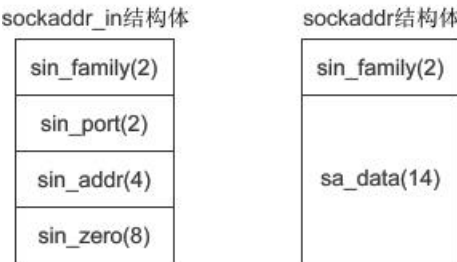 sockaddr_in结构体
sin_family(2)
sin_port(2)
sin_addr(4)
sin_zero(8)
sockaddr结构体
sin_family(2)
sa_data(14)